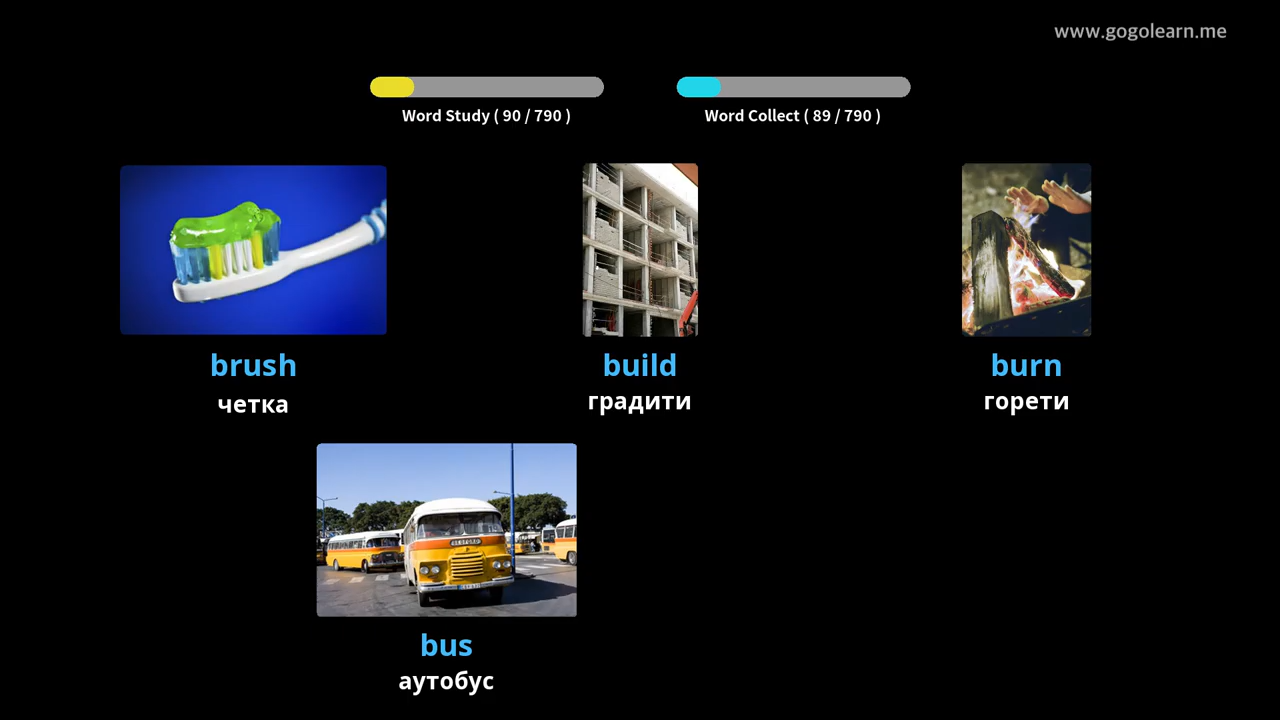 www.gogolearn.me
Word Study ( 90 / 790 )
Word Collect ( 89 / 790 )
brush
build
burn
четка
градити
горети
BEDFORD
bus
аутобус